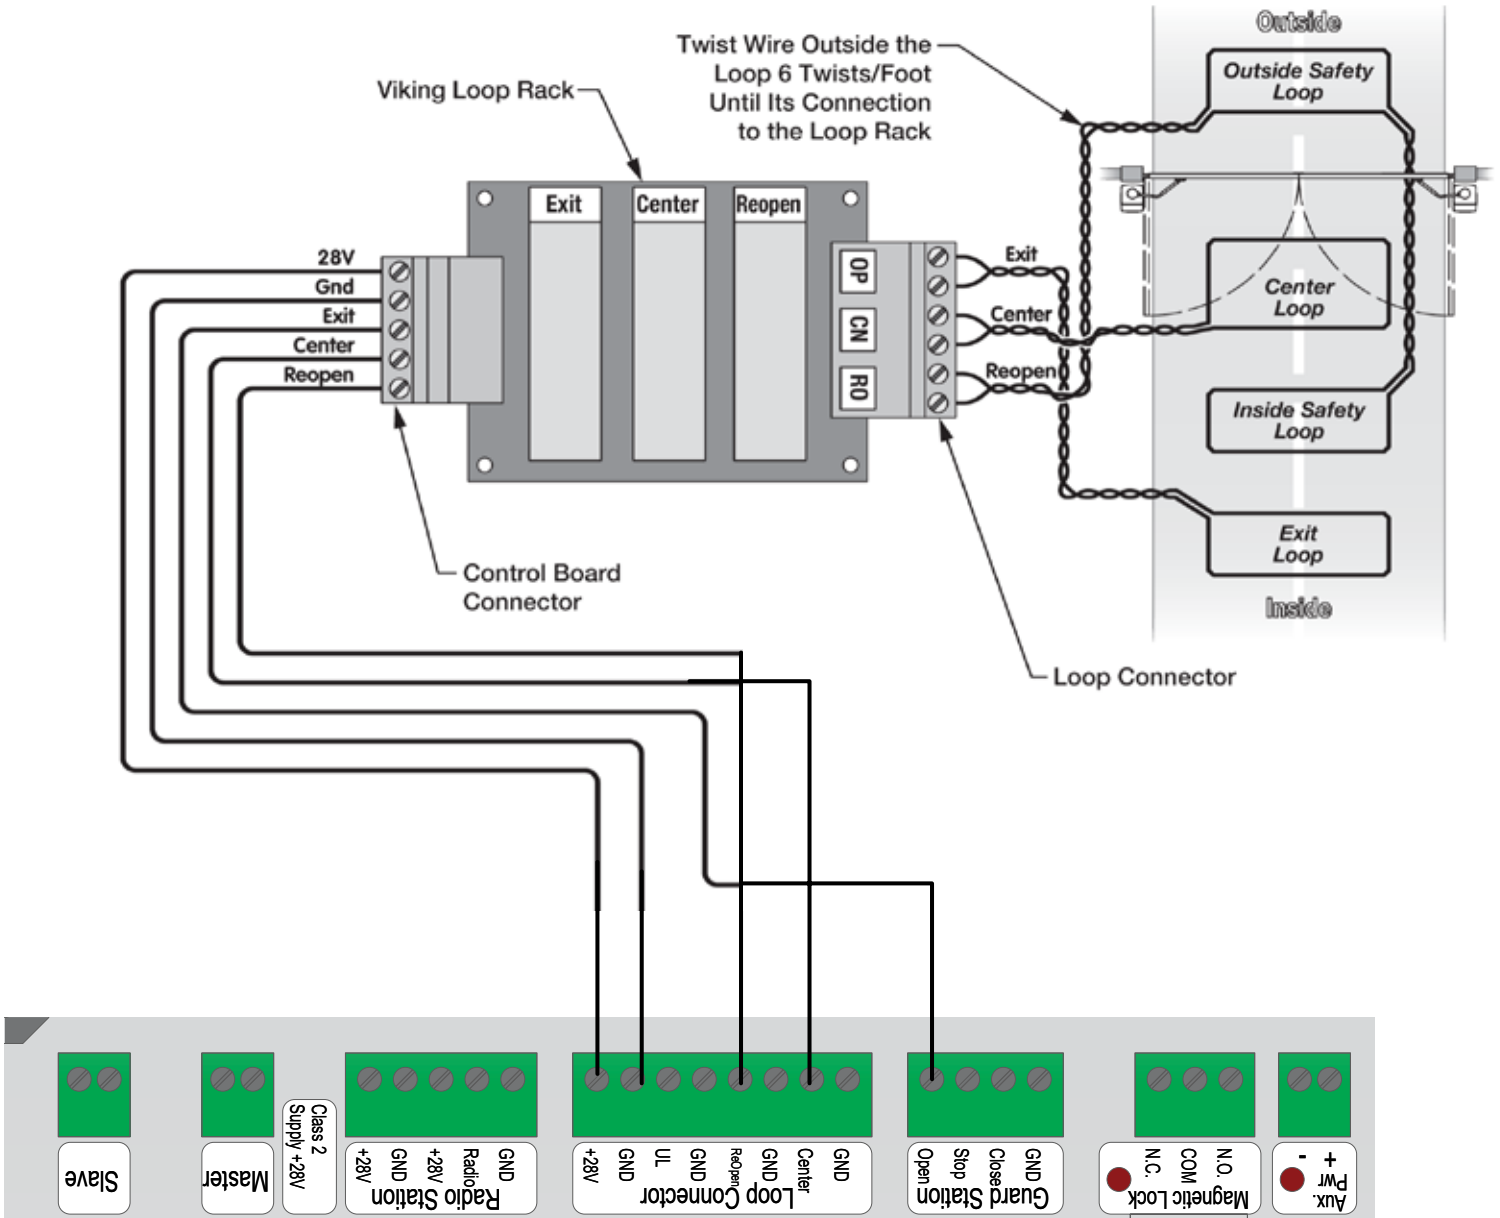 Outside
Twist Wire Outside the
Loop 6 Twists/Foot
Until Its Connection
to the Loop Rack
Outside Safety
Loop
Viking Loop Rack
Exit
Center
Reopen
28V
Gnd
Exit
Center
Reopen
OP
CN
RO
Exit
Center
Reopen
Center
Loop
Inside Safety
Loop
Exit
Loop
Inside
Control Board
Connector
Loop Connector
Slave
Master
Class 2
Supply +28V
+28V
GND
+28V
Radio
GND
Radio Station
+28V
GND
UL
GND
ReOpen
GND
Center
GND
Loop Connector
Open
Stop
Close
GND
Guard Station
N.C.
COM
N.O.
Magnetic Lock
- +
Aux.
Pwr